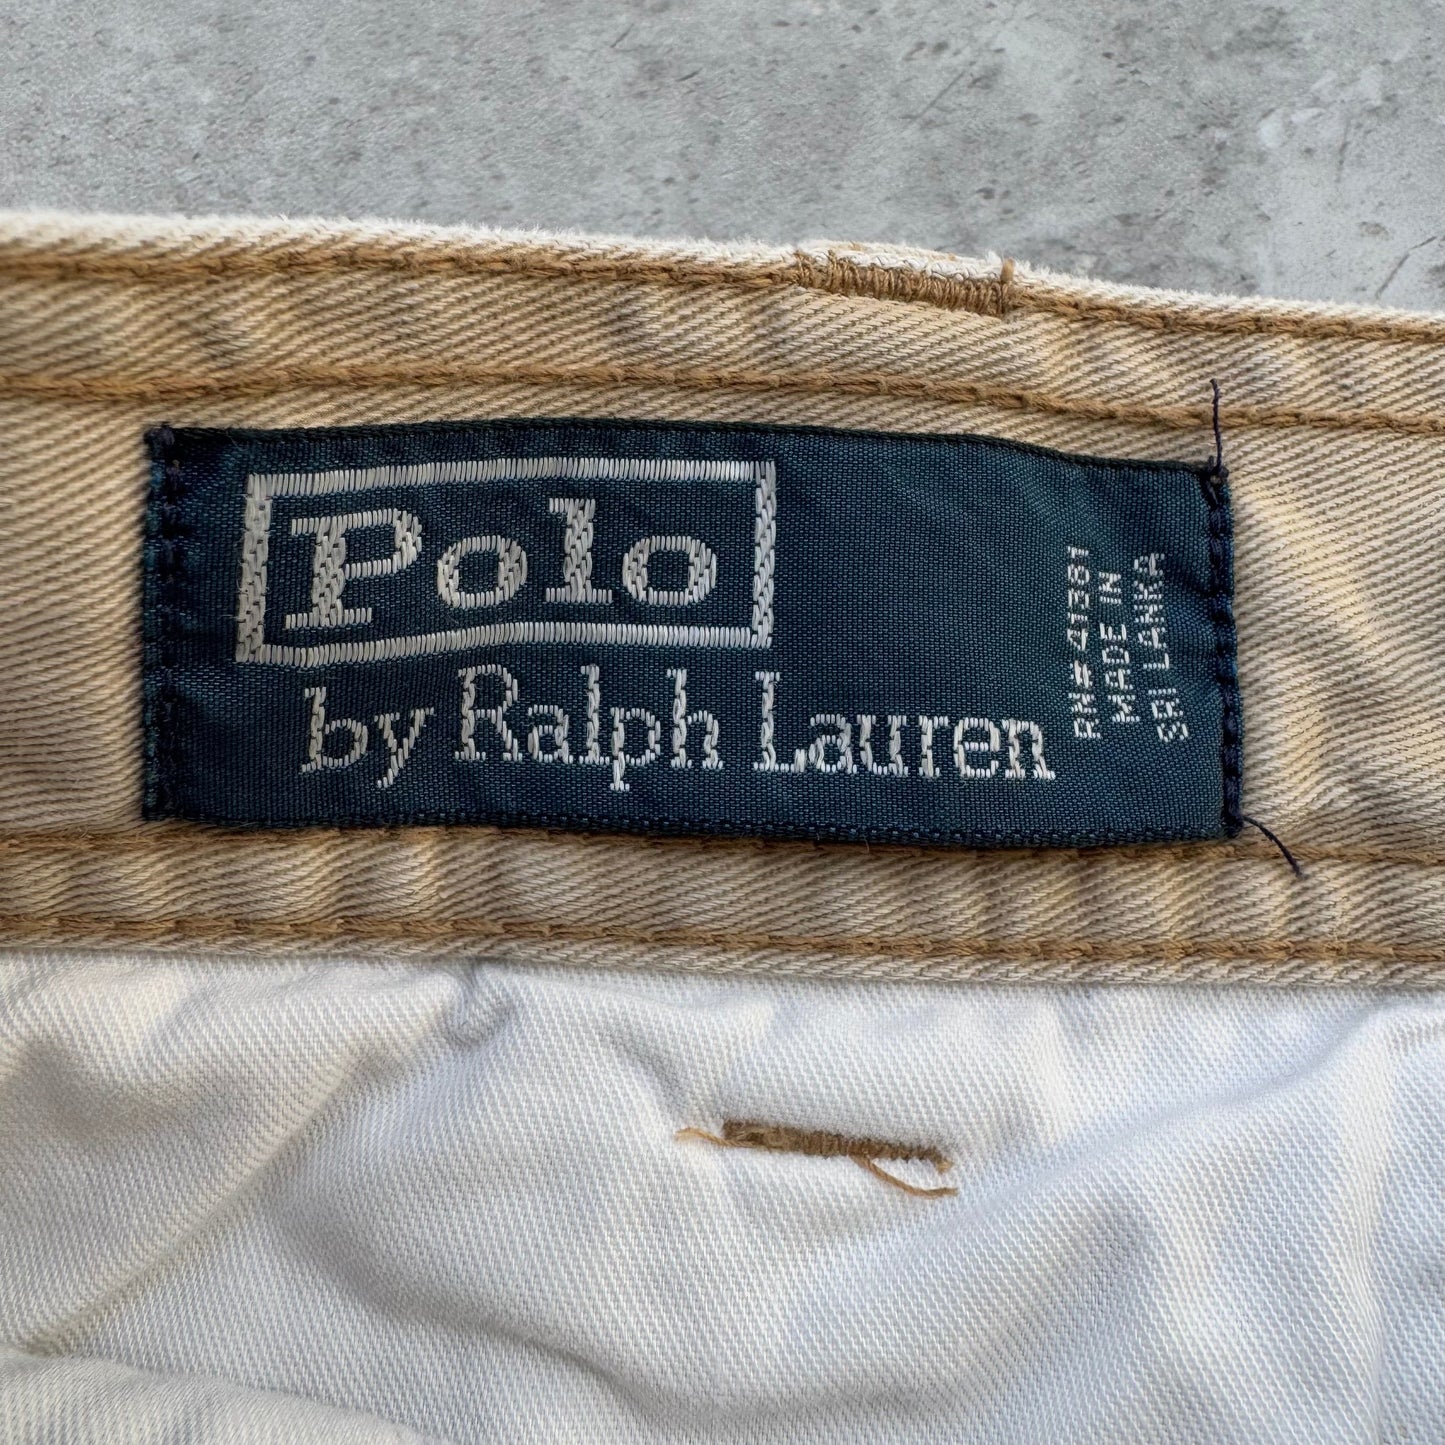 Polo
by Ralph Lauren
RN#41381
MADE IN
SRI LANKA